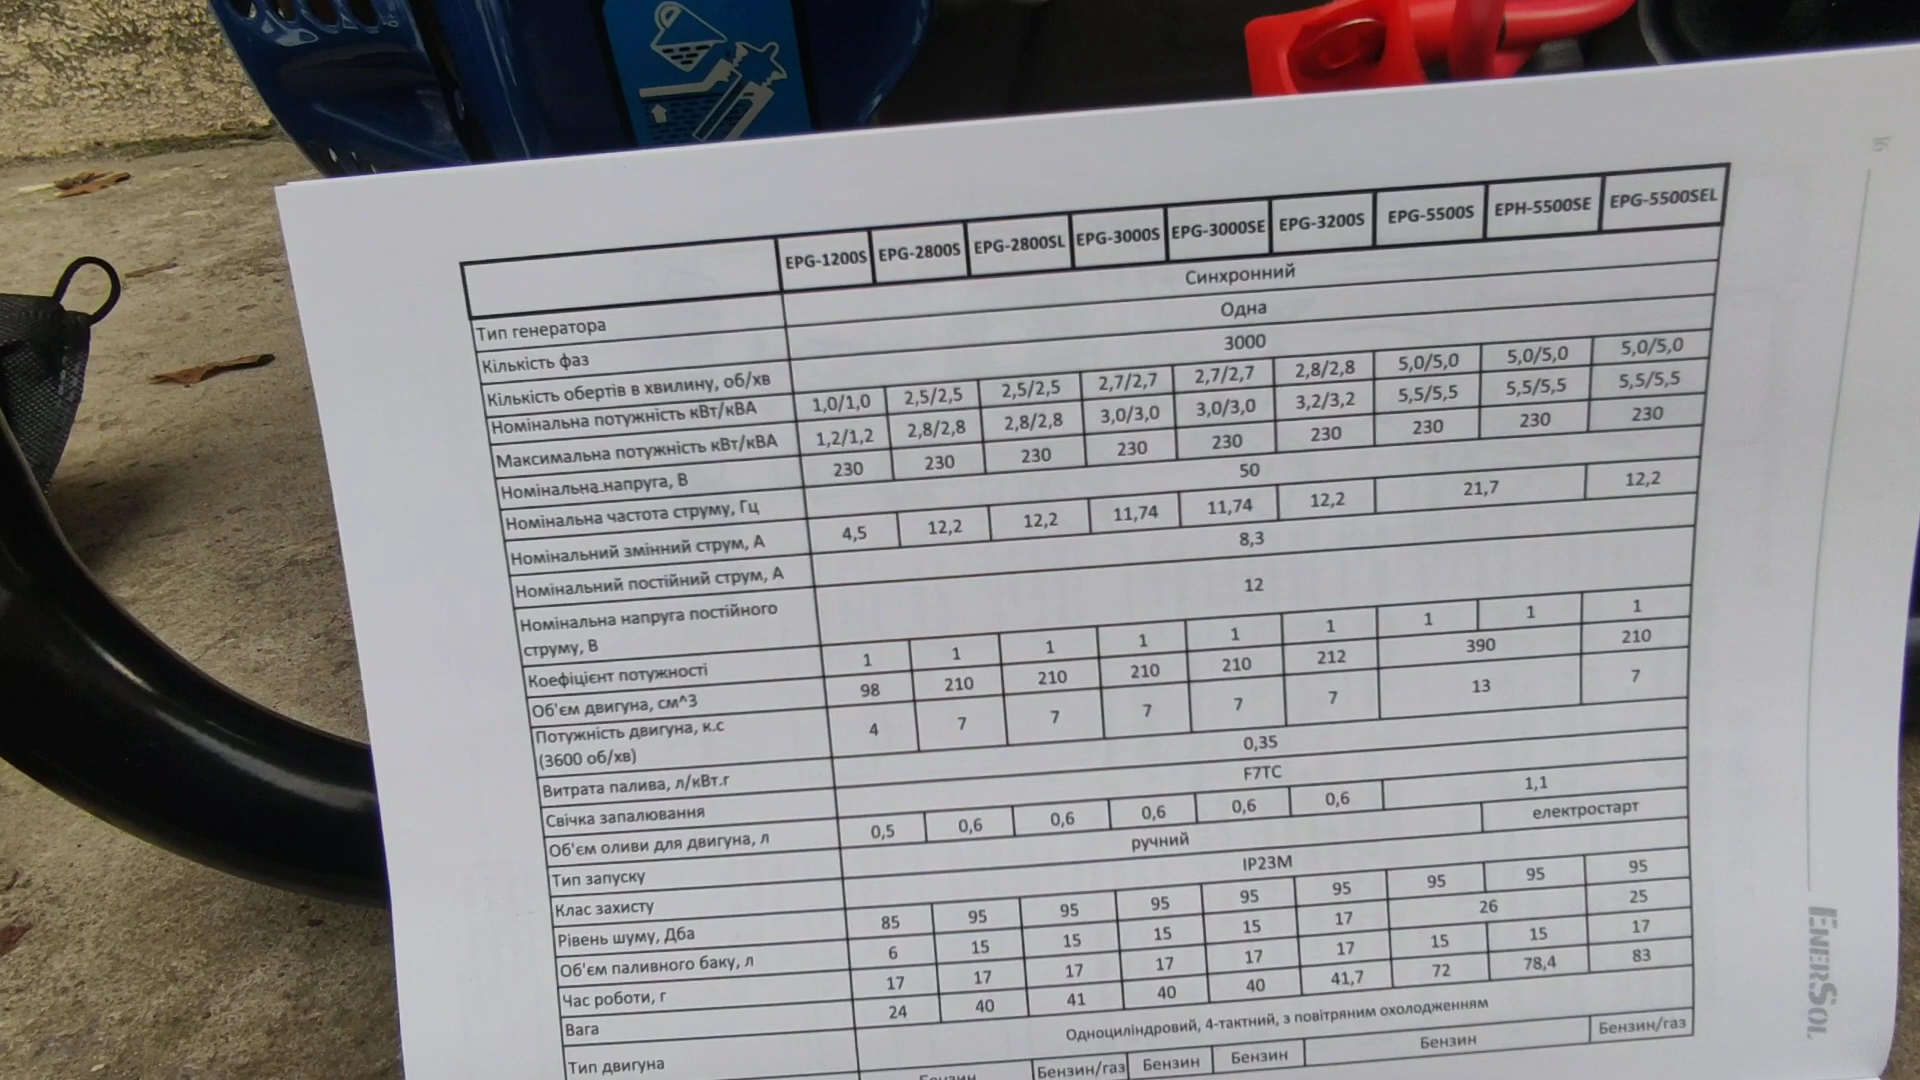 EPG-1200S EPG-2800S EPG-2800SL EPG-3000S EPG-3000SE EPG-3200S EPG-5500S EPH-5500SE EPG-5500SEL
Тип генератора Синхронний
Кількість фаз Одна
Кількість обертів в хвилину, об/хв 3000
Номінальна потужність кВт/кВА 1,0/1,0 2,5/2,5 2,5/2,5 2,7/2,7 2,7/2,7 2,8/2,8 5,0/5,0 5,0/5,0 5,0/5,0
Максимальна потужність кВт/кВА 1,2/1,2 2,8/2,8 2,8/2,8 3,0/3,0 3,0/3,0 3,2/3,2 5,5/5,5 5,5/5,5 5,5/5,5
Номінальна напруга, В 230 230 230 230 230 230 230 230 230
Номінальна частота струму, Гц 50
Номінальний змінний струм, А 4,5 12,2 12,2 11,74 11,74 12,2 21,7 12,2
Номінальний постійний струм, А 8,3
Номінальна напруга постійного
струму, В 12
Коефіцієнт потужності 1 1 1 1 1 1 1 1 1
Об'єм двигуна, см^3 98 210 210 210 210 212 390 210
Потужність двигуна, к.с
(3600 об/хв) 4 7 7 7 7 7 13 7
Витрата палива, л/кВт.г 0,35
Свічка запалювання F7TC
Об'єм оливи для двигуна, л 0,5 0,6 0,6 0,6 0,6 0,6 1,1
Тип запуску ручний електростарт
Клас захисту IP23M
Рівень шуму, Дба 85 95 95 95 95 95 95 95 95
Об'єм паливного баку, л 6 15 15 15 15 17 26 25
Час роботи, г 17 17 17 17 17 17 15 15 17
Вага 24 40 41 40 40 41,7 72 78,4 83
Тип двигуна Одноциліндровий, 4-тактний, з повітряним охолодженням
Бензин Бензин/газ Бензин Бензин Бензин Бензин/газ
16
ENERSOL